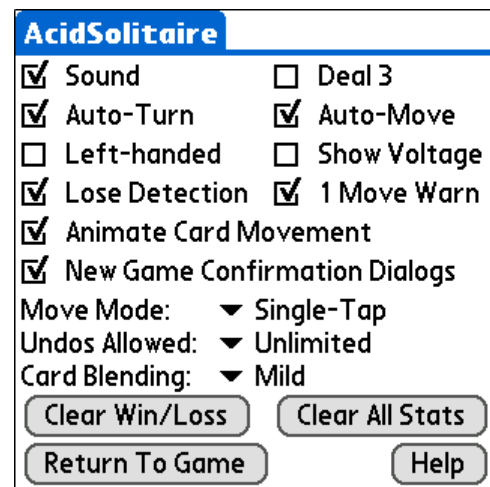 AcidSolitaire
Sound Deal 3
Auto-Turn Auto-Move
Left-handed Show Voltage
Lose Detection 1 Move Warn
Animate Card Movement
New Game Confirmation Dialogs
Move Mode: Single-Tap
Undos Allowed: Unlimited
Card Blending: Mild
Clear Win/Loss Clear All Stats
Return To Game Help